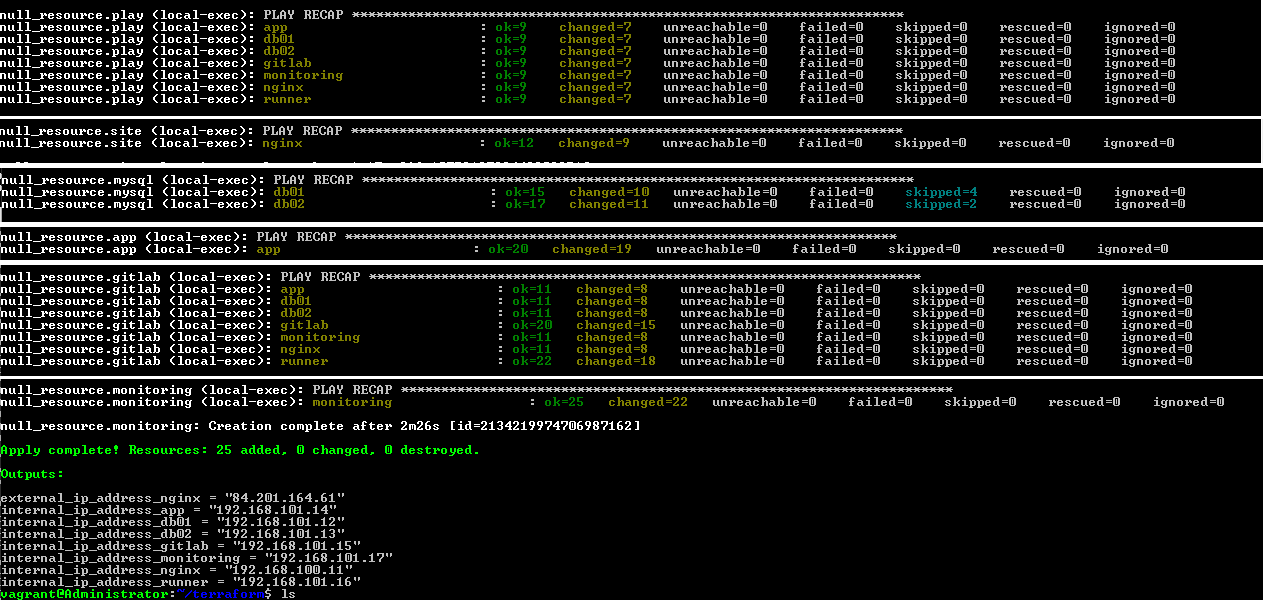 null_resource.play (local-exec): PLAY RECAP *********************************************************************
null_resource.play (local-exec): app                        : ok=9    changed=7    unreachable=0    failed=0    skipped=0    rescued=0    ignored=0
null_resource.play (local-exec): db01                       : ok=9    changed=7    unreachable=0    failed=0    skipped=0    rescued=0    ignored=0
null_resource.play (local-exec): db02                       : ok=9    changed=7    unreachable=0    failed=0    skipped=0    rescued=0    ignored=0
null_resource.play (local-exec): gitlab                     : ok=9    changed=7    unreachable=0    failed=0    skipped=0    rescued=0    ignored=0
null_resource.play (local-exec): monitoring                 : ok=9    changed=7    unreachable=0    failed=0    skipped=0    rescued=0    ignored=0
null_resource.play (local-exec): nginx                      : ok=9    changed=7    unreachable=0    failed=0    skipped=0    rescued=0    ignored=0
null_resource.play (local-exec): runner                     : ok=9    changed=7    unreachable=0    failed=0    skipped=0    rescued=0    ignored=0
null_resource.site (local-exec): PLAY RECAP *********************************************************************
null_resource.site (local-exec): nginx                      : ok=12   changed=9    unreachable=0    failed=0    skipped=0    rescued=0    ignored=0
null_resource.mysql (local-exec): PLAY RECAP *********************************************************************
null_resource.mysql (local-exec): db01                       : ok=15   changed=10   unreachable=0    failed=0    skipped=4    rescued=0    ignored=0
null_resource.mysql (local-exec): db02                       : ok=17   changed=11   unreachable=0    failed=0    skipped=2    rescued=0    ignored=0
null_resource.app (local-exec): PLAY RECAP *********************************************************************
null_resource.app (local-exec): app                        : ok=20   changed=19   unreachable=0    failed=0    skipped=0    rescued=0    ignored=0
null_resource.gitlab (local-exec): PLAY RECAP *********************************************************************
null_resource.gitlab (local-exec): app                        : ok=11   changed=8    unreachable=0    failed=0    skipped=0    rescued=0    ignored=0
null_resource.gitlab (local-exec): db01                       : ok=11   changed=8    unreachable=0    failed=0    skipped=0    rescued=0    ignored=0
null_resource.gitlab (local-exec): db02                       : ok=11   changed=8    unreachable=0    failed=0    skipped=0    rescued=0    ignored=0
null_resource.gitlab (local-exec): gitlab                     : ok=20   changed=15   unreachable=0    failed=0    skipped=0    rescued=0    ignored=0
null_resource.gitlab (local-exec): monitoring                 : ok=11   changed=8    unreachable=0    failed=0    skipped=0    rescued=0    ignored=0
null_resource.gitlab (local-exec): nginx                      : ok=11   changed=8    unreachable=0    failed=0    skipped=0    rescued=0    ignored=0
null_resource.gitlab (local-exec): runner                     : ok=22   changed=18   unreachable=0    failed=0    skipped=0    rescued=0    ignored=0
null_resource.monitoring (local-exec): PLAY RECAP *********************************************************************
null_resource.monitoring (local-exec): monitoring                 : ok=25   changed=22   unreachable=0    failed=0    skipped=0    rescued=0    ignored=0
null_resource.monitoring: Creation complete after 2m26s [id=2134219974706987162]
Apply complete! Resources: 25 added, 0 changed, 0 destroyed.
Outputs:
external_ip_address_nginx = "84.201.164.61"
internal_ip_address_app = "192.168.101.14"
internal_ip_address_db01 = "192.168.101.12"
internal_ip_address_db02 = "192.168.101.13"
internal_ip_address_gitlab = "192.168.101.15"
internal_ip_address_monitoring = "192.168.101.17"
internal_ip_address_nginx = "192.168.100.11"
internal_ip_address_runner = "192.168.101.16"
vagrant@Administrator:~/terraform$ ls